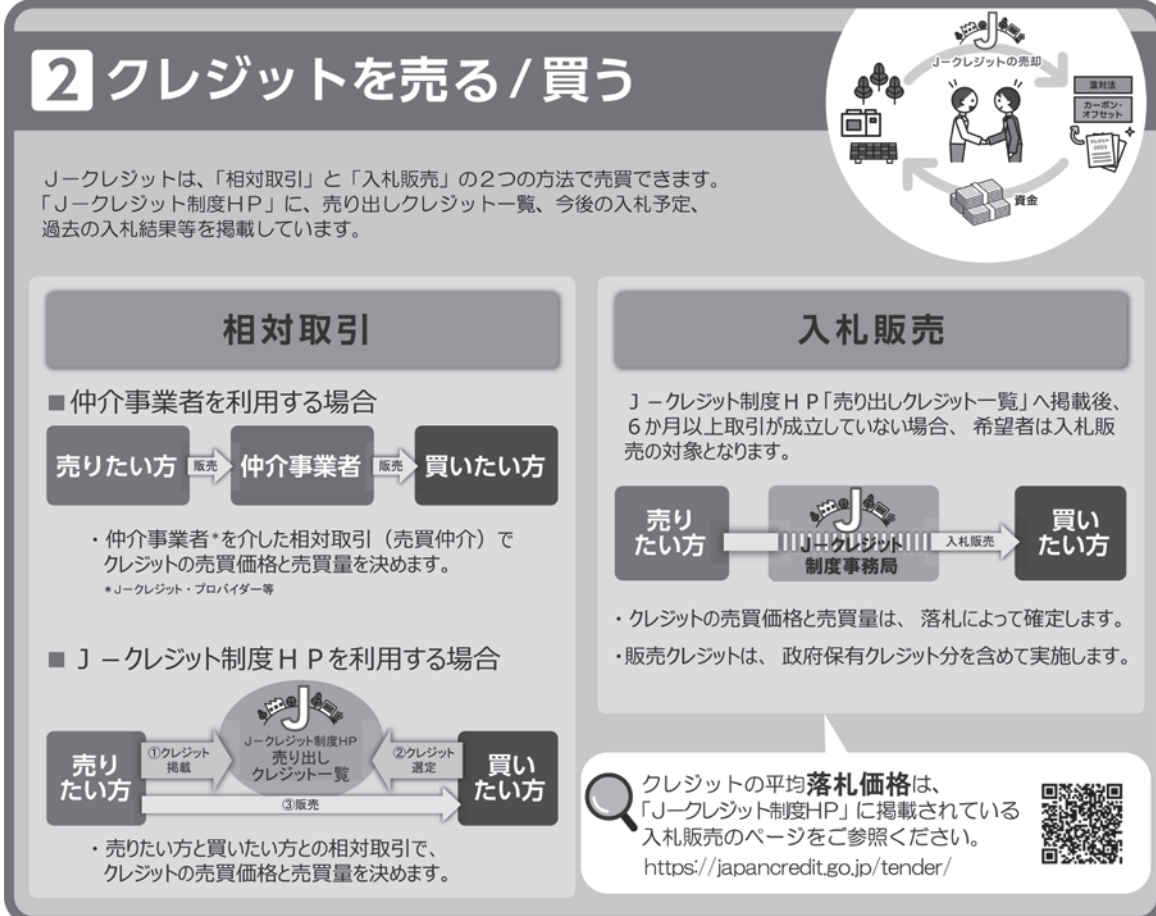 2 クレジットを売る/買う
J-クレジットの売却
温対法
カーボン・
オフセット
クレジット
資金
J-クレジットは、「相対取引」と「入札販売」の2つの方法で売買できます。
「J-クレジット制度HP」に、売り出しクレジット一覧、今後の入札予定、
過去の入札結果等を掲載しています。
相対取引
■仲介事業者を利用する場合
売りたい方 販売 仲介事業者 販売 買いたい方
・仲介事業者*を介した相対取引(売買仲介)で
クレジットの売買価格と売買量を決めます。
*J-クレジット・プロバイダー等
■J-クレジット制度HPを利用する場合
売り
たい方
①クレジット
掲載
J
J-クレジット制度HP
売り出し
クレジット一覧
②クレジット
選定
買い
たい方
③販売
・売りたい方と買いたい方との相対取引で、
クレジットの売買価格と売買量を決めます。
入札販売
J-クレジット制度HP「売り出しクレジット一覧」へ掲載後、
6か月以上取引が成立していない場合、希望者は入札販
売の対象となります。
売り
たい方
J
J-クレジット
制度事務局
入札販売
買い
たい方
・クレジットの売買価格と売買量は、落札によって確定します。
・販売クレジットは、政府保有クレジット分を含めて実施します。
クレジットの平均落札価格は、
「J-クレジット制度HP」に掲載されている
入札販売のページをご参照ください。
https://japancredit.go.jp/tender/